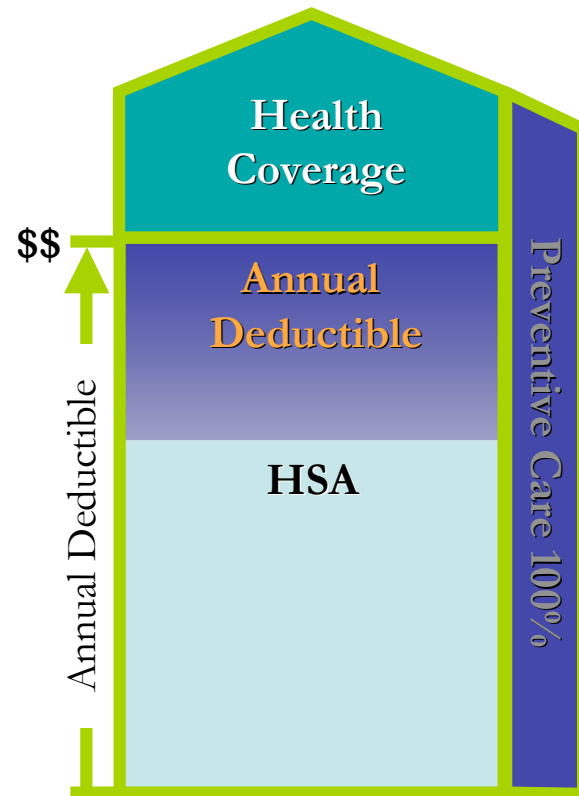 Health
Coverage
$$
Annual
Deductible
HSA
Annual Deductible
Preventive Care 100%